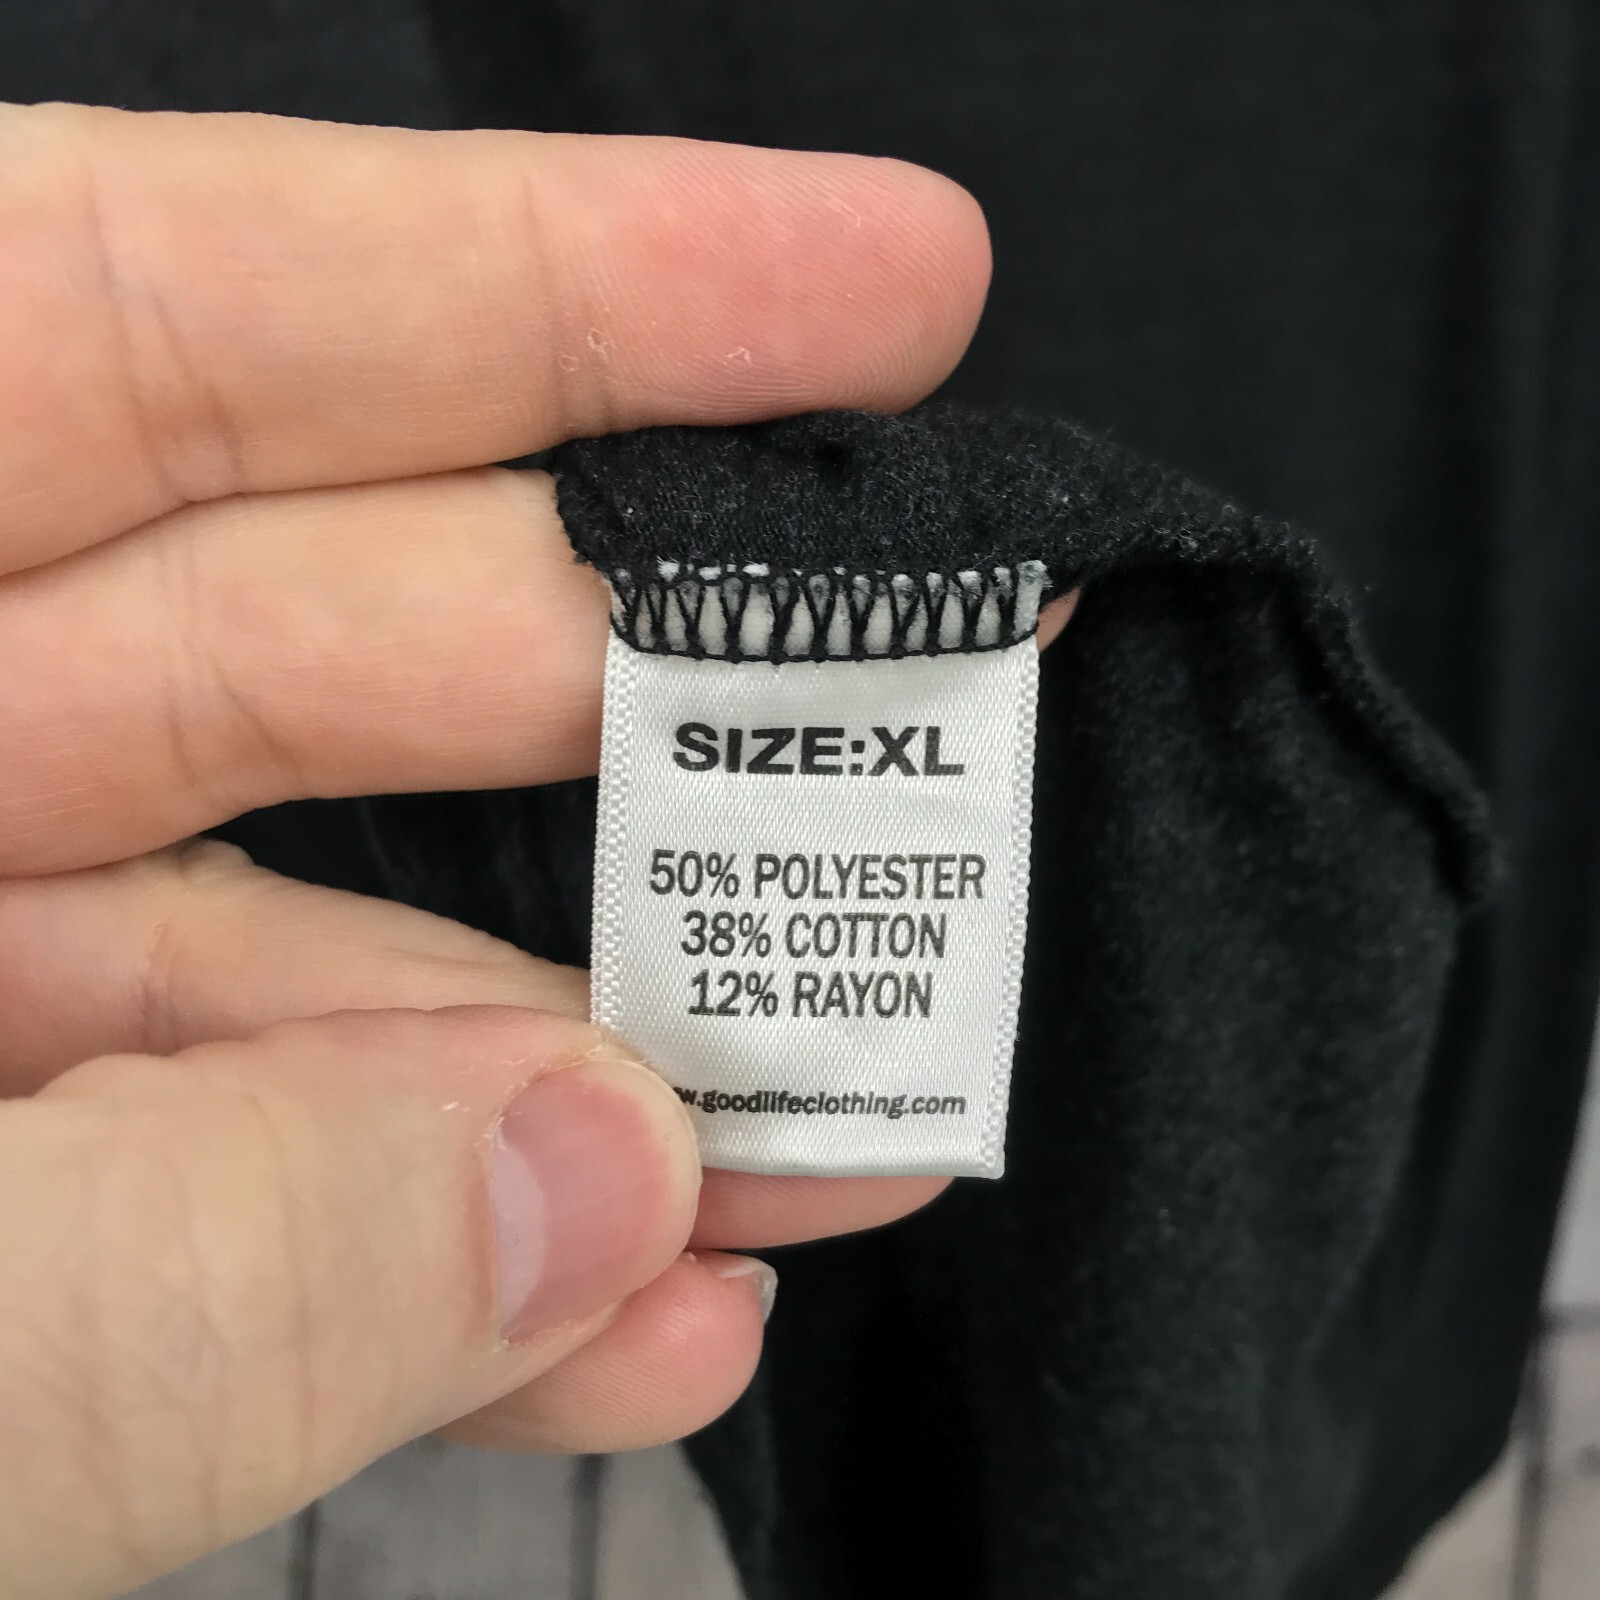 SIZE:XL
50% POLYESTER
38% COTTON
12% RAYON
w.goodlifeclothing.com